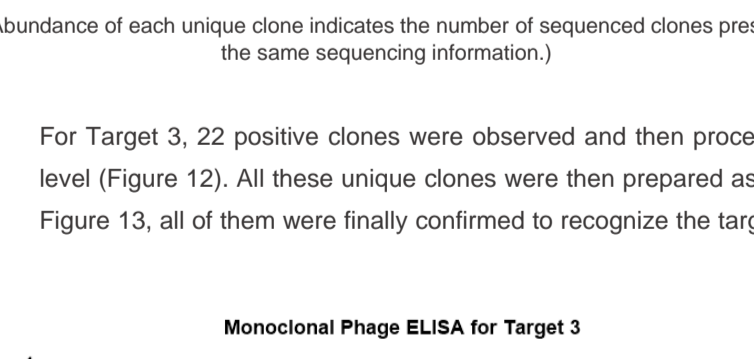 bundance of each unique clone indicates the number of sequenced clones pres
the same sequencing information.)
For Target 3, 22 positive clones were observed and then proce
level (Figure 12). All these unique clones were then prepared as
Figure 13, all of them were finally confirmed to recognize the targ
Monoclonal Phage ELISA for Target 3